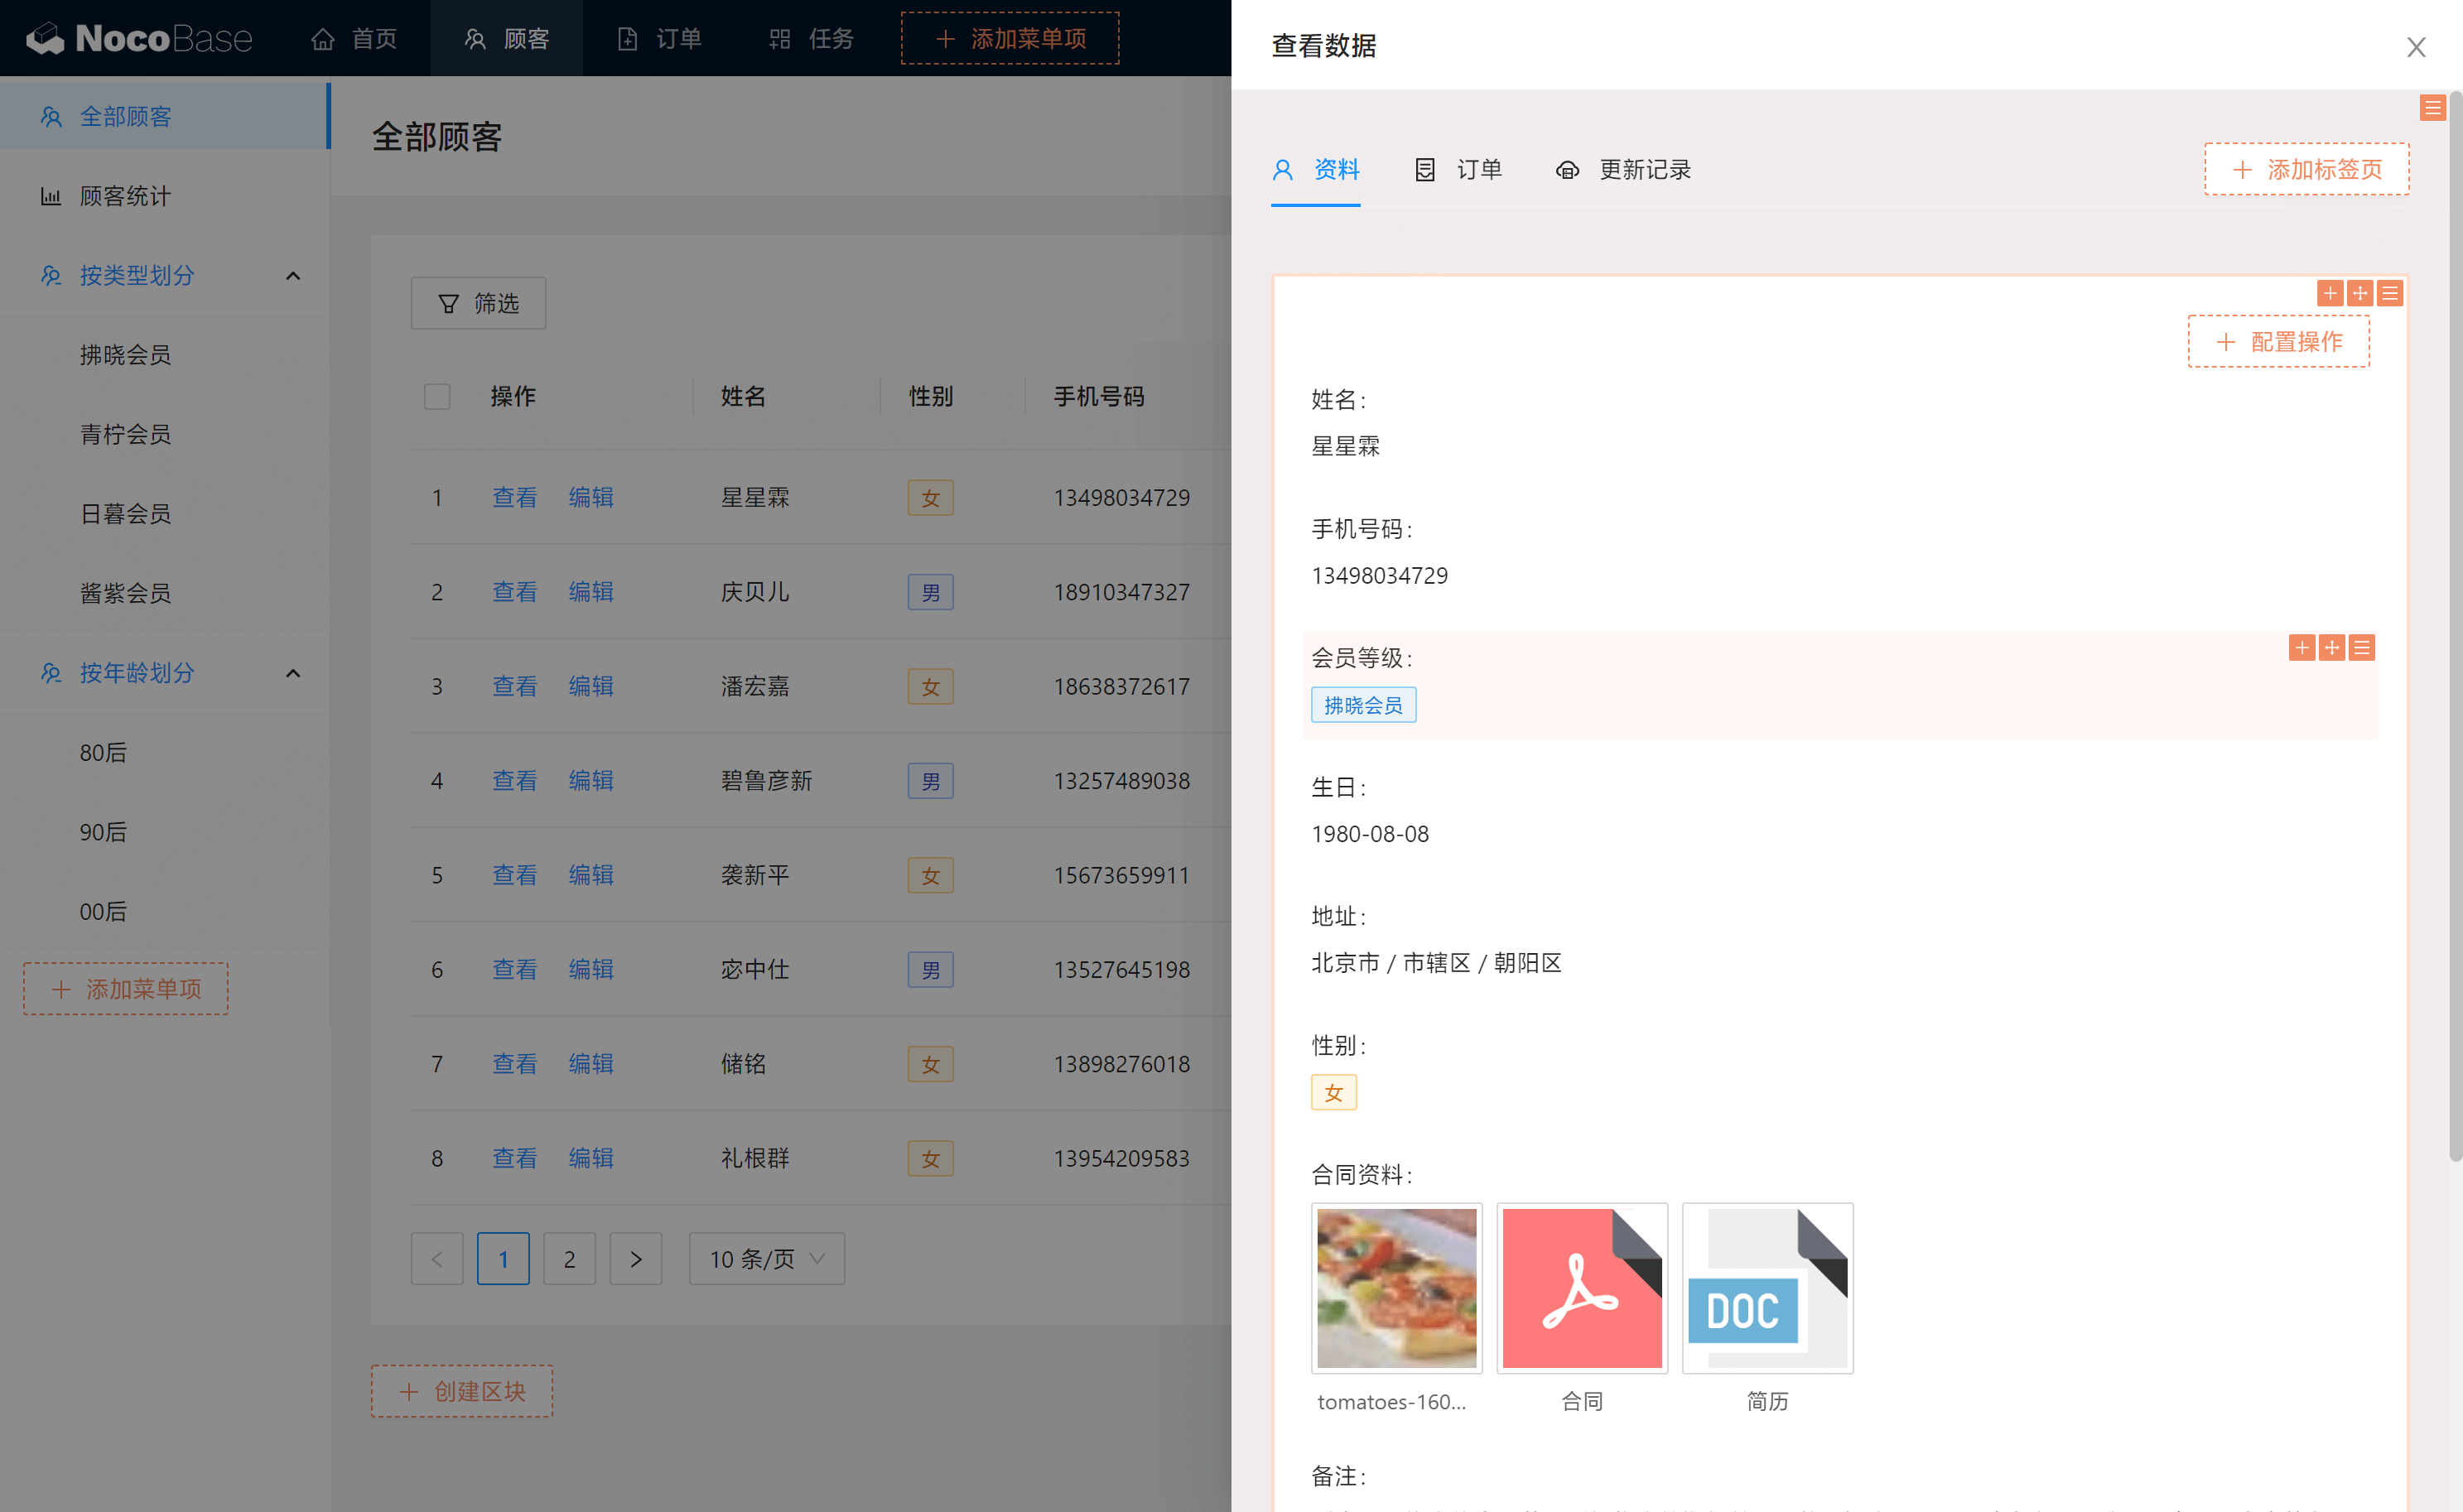 NocoBase 首页 顾客 订单 任务 + 添加菜单项
全部顾客
顾客统计
按类型划分
拂晓会员
青柠会员
日暮会员
酱紫会员
按年龄划分
80后
90后
00后
+ 添加菜单项
全部顾客
筛选
操作 姓名 性别 手机号码
1 查看 编辑 星星霖 女 13498034729
2 查看 编辑 庆贝儿 男 18910347327
3 查看 编辑 潘宏嘉 女 18638372617
4 查看 编辑 碧鲁彦新 男 13257489038
5 查看 编辑 袭新平 女 15673659911
6 查看 编辑 宓中仕 男 13527645198
7 查看 编辑 储铭 女 13898276018
8 查看 编辑 礼根群 女 13954209583
< 1 2 > 10 条/页
+ 创建区块
查看数据
资料 订单 更新记录 + 添加标签页
+ 配置操作
姓名:
星星霖
手机号码:
13498034729
会员等级:
拂晓会员
生日:
1980-08-08
地址:
北京市 / 市辖区 / 朝阳区
性别:
女
合同资料:
DOC
tomatoes-160... 合同 简历
备注: